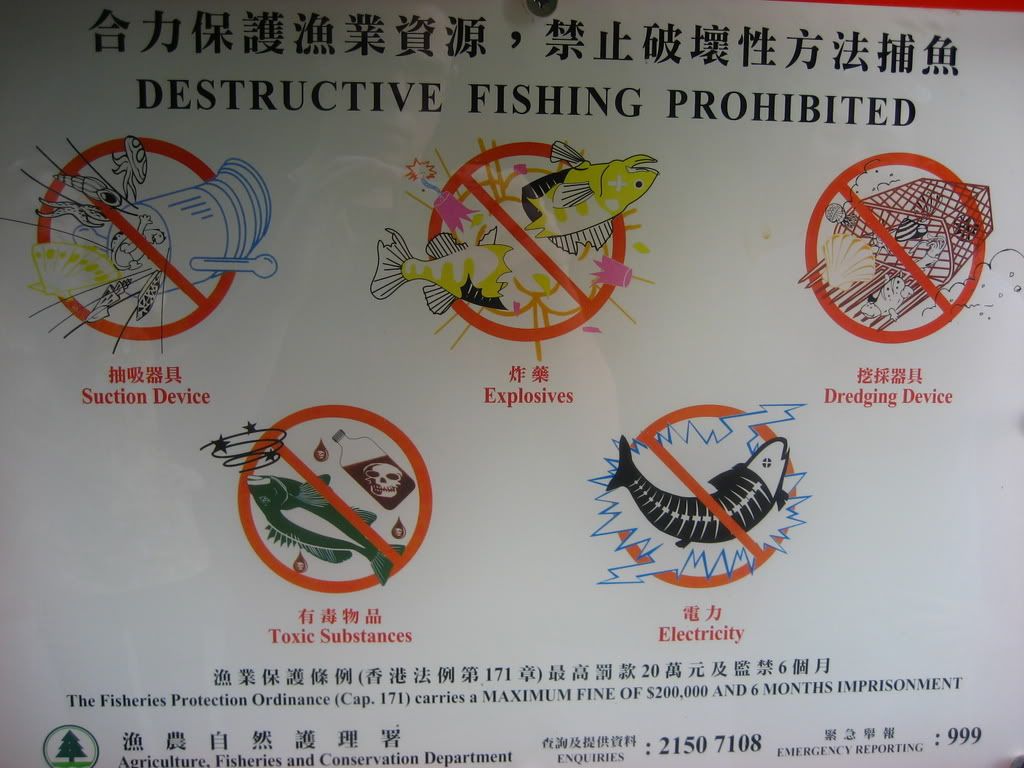 合力保護漁業資源，禁止破壞性方法捕魚
DESTRUCTIVE FISHING PROHIBITED
抽吸器具
Suction Device
炸藥
Explosives
挖採器具
Dredging Device
有毒物品
Toxic Substances
電力
Electricity
漁業保護條例(香港法例第171章)最高罰款20萬元及監禁6個月
The Fisheries Protection Ordinance (Cap. 171) carries a MAXIMUM FINE OF $200,000 AND 6 MONTHS IMPRISONMENT
漁農自然護理署
Agriculture, Fisheries and Conservation Department
查詢及提供資料
ENQUIRIES : 2150 7108
緊急舉報
EMERGENCY REPORTING : 999